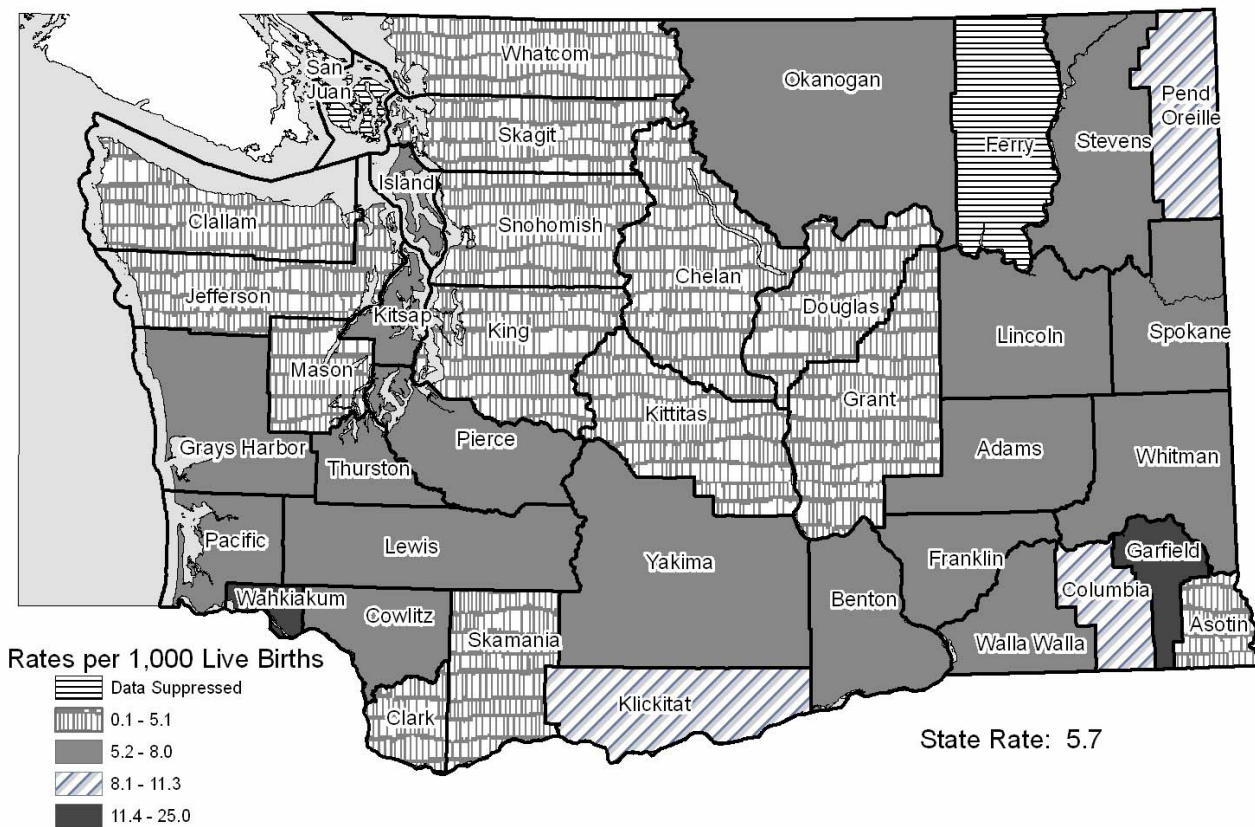 Whatcom
San
Juan
Okanogan
Pend
Oreille
Skagit
Ferry
Stevens
Island
Clallam
Snohomish
Chelan
Jefferson
Douglas
Kitsap
King
Lincoln
Spokane
Mason
Grant
Kittitas
Pierce
Grays Harbor
Adams
Whitman
Thurston
Pacific
Lewis
Yakima
Franklin
Garfield
Wahkiakum
Columbia
Cowlitz
Benton
Asotin
Skamania
Walla Walla
Clark
Klickitat
Rates per 1,000 Live Births
Data Suppressed
0.1 - 5.1
5.2 - 8.0
8.1 - 11.3
11.4 - 25.0
State Rate: 5.7